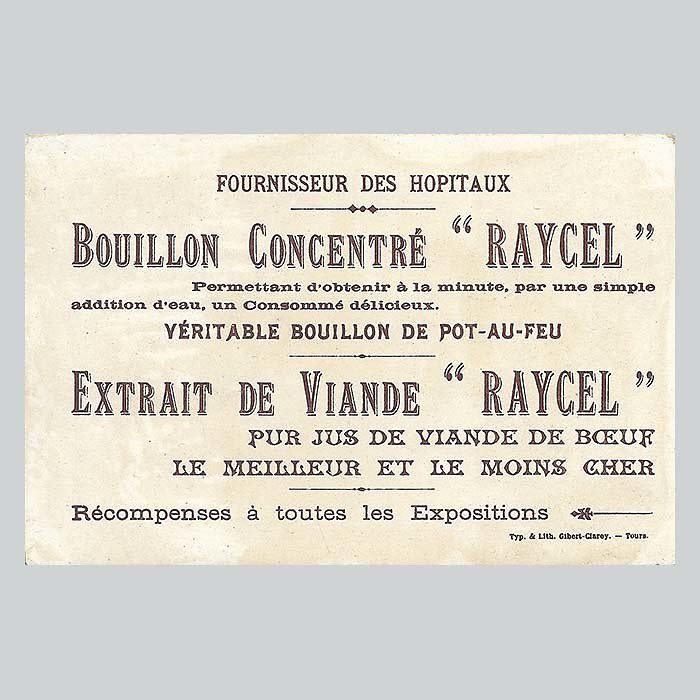 FOURNISSEUR DES HOPITAUX
BOUILLON CONCENTRÉ “ RAYCEL ”
Permettant d'obtenir à la minute, par une simple
addition d'eau, un Consommé délicieux.
VÉRITABLE BOUILLON DE POT-AU-FEU
EXTRAIT DE VIANDE “ RAYCEL ”
PUR JUS DE VIANDE DE BŒUF
LE MEILLEUR ET LE MOINS CHER
Récompenses à toutes les Expositions
Typ. & Lith. Gibert-Clarey. — Tours.